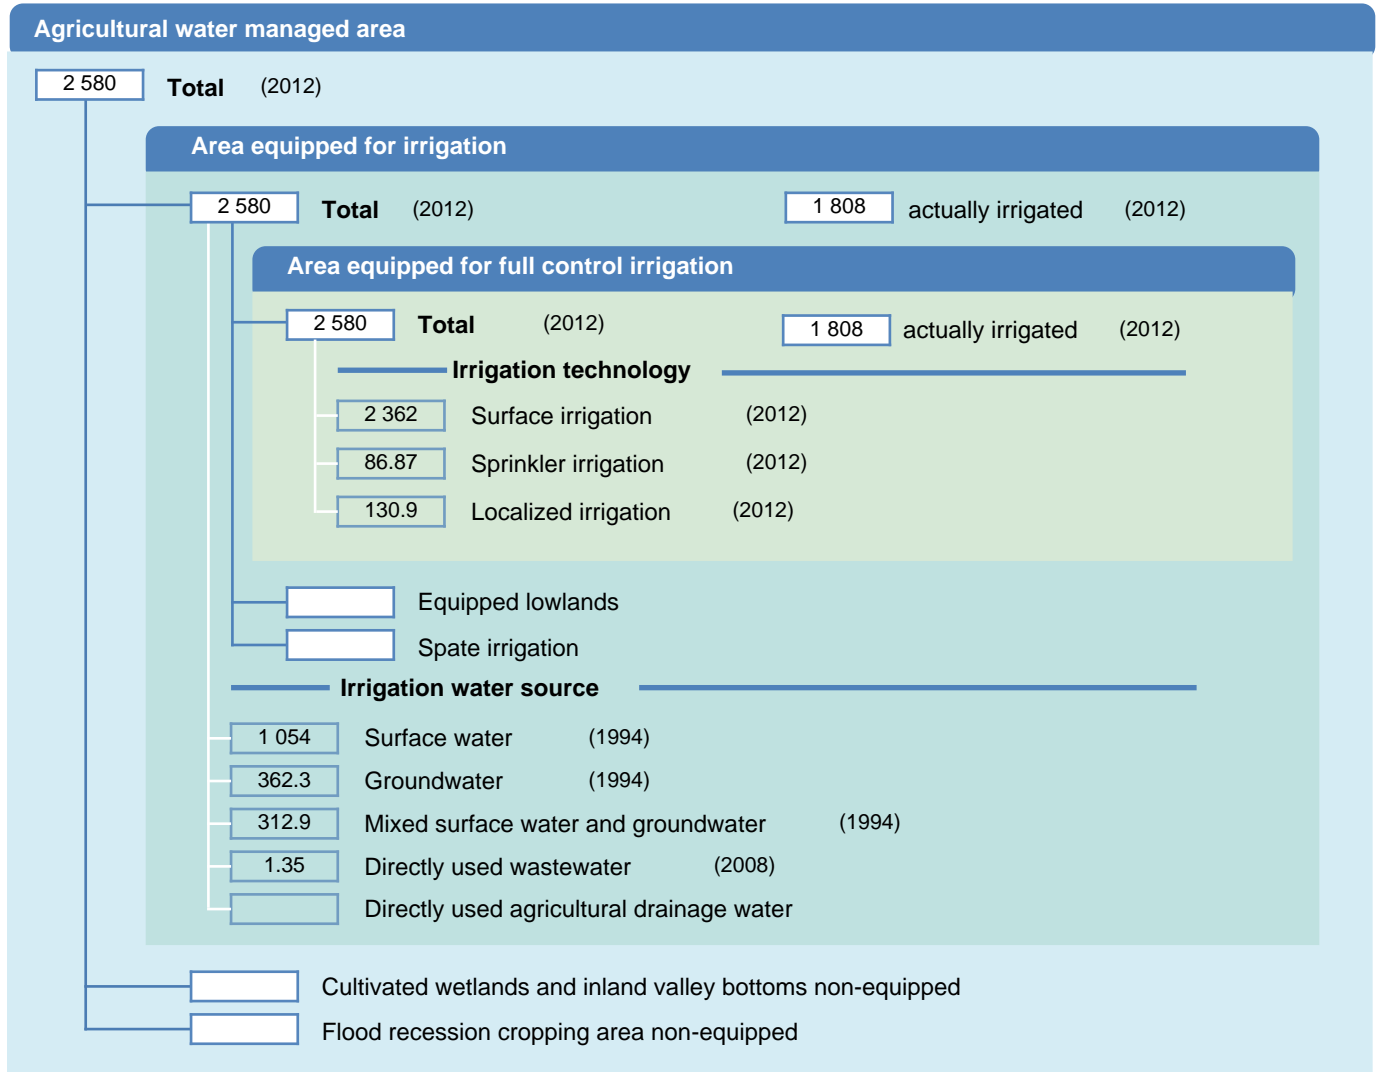 Agricultural water managed area
2 580 Total (2012)
Area equipped for irrigation
2 580 Total (2012) 1 808 actually irrigated (2012)
Area equipped for full control irrigation
2 580 Total (2012) 1 808 actually irrigated (2012)
Irrigation technology
2 362 Surface irrigation (2012)
86.87 Sprinkler irrigation (2012)
130.9 Localized irrigation (2012)
Equipped lowlands
Spate irrigation
Irrigation water source
1 054 Surface water (1994)
362.3 Groundwater (1994)
312.9 Mixed surface water and groundwater (1994)
1.35 Directly used wastewater (2008)
Directly used agricultural drainage water
Cultivated wetlands and inland valley bottoms non-equipped
Flood recession cropping area non-equipped